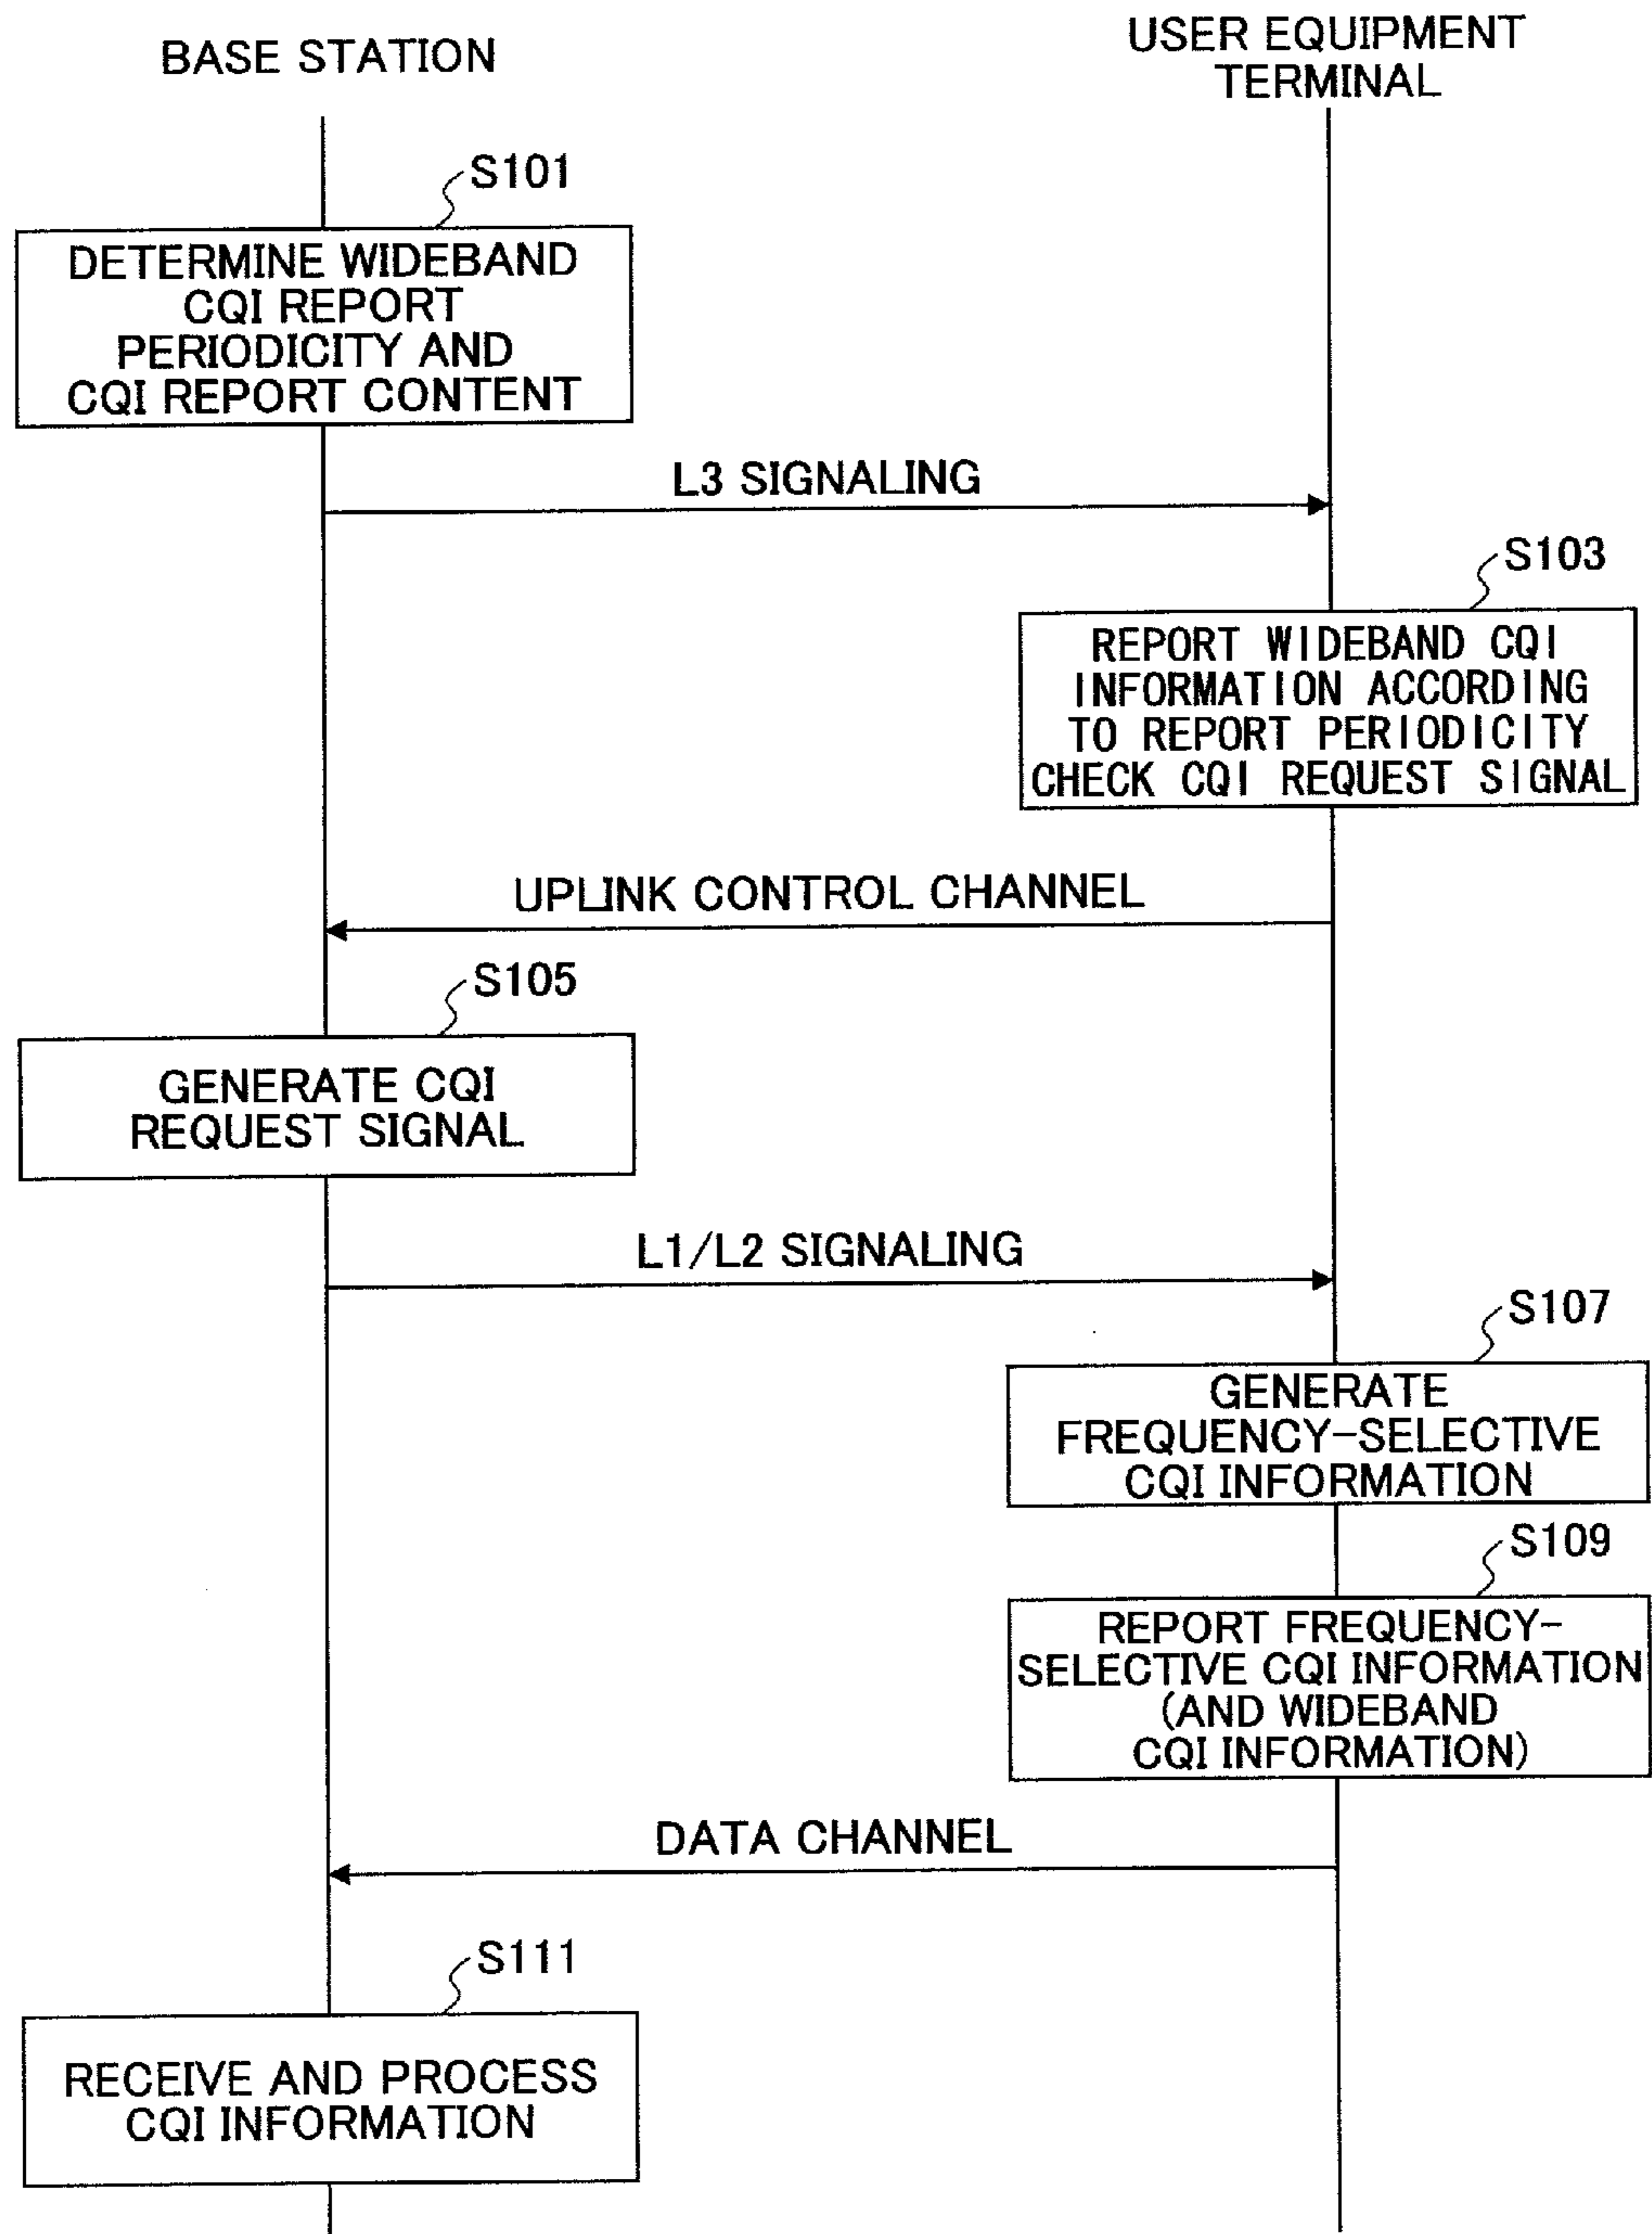 BASE STATION
USER EQUIPMENT
TERMINAL
S101
DETERMINE WIDEBAND
CQI REPORT
PERIODICITY AND
CQI REPORT CONTENT
L3 SIGNALING
S103
REPORT WIDEBAND CQI
INFORMATION ACCORDING
TO REPORT PERIODICITY
CHECK CQI REQUEST SIGNAL
UPLINK CONTROL CHANNEL
S105
GENERATE CQI
REQUEST SIGNAL
L1/L2 SIGNALING
S107
GENERATE
FREQUENCY-SELECTIVE
CQI INFORMATION
S109
REPORT FREQUENCY-
SELECTIVE CQI INFORMATION
(AND WIDEBAND
CQI INFORMATION)
DATA CHANNEL
S111
RECEIVE AND PROCESS
CQI INFORMATION